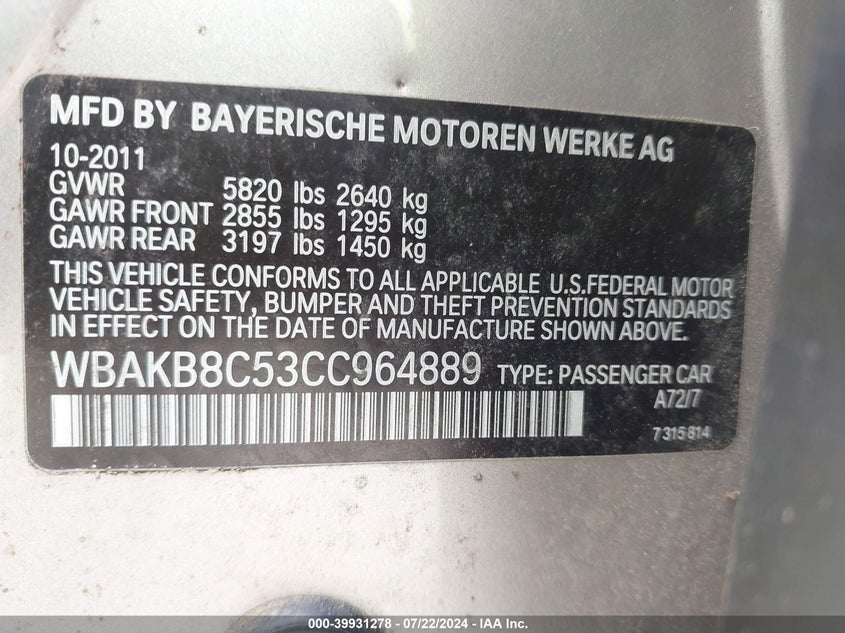 MFD BY BAYERISCHE MOTOREN WERKE AG
10-2011
GVWR 5820 lbs 2640 kg
GAWR FRONT 2855 lbs 1295 kg
GAWR REAR 3197 lbs 1450 kg
THIS VEHICLE CONFORMS TO ALL APPLICABLE U.S.FEDERAL MOTOR
VEHICLE SAFETY, BUMPER AND THEFT PREVENTION STANDARDS
IN EFFECT ON THE DATE OF MANUFACTURE SHOWN ABOVE.
WBAKB8C53CC964889 TYPE: PASSENGER CAR
A72/7
7 315 814
000-39931278 / 07/22/2024 - IAA Inc.